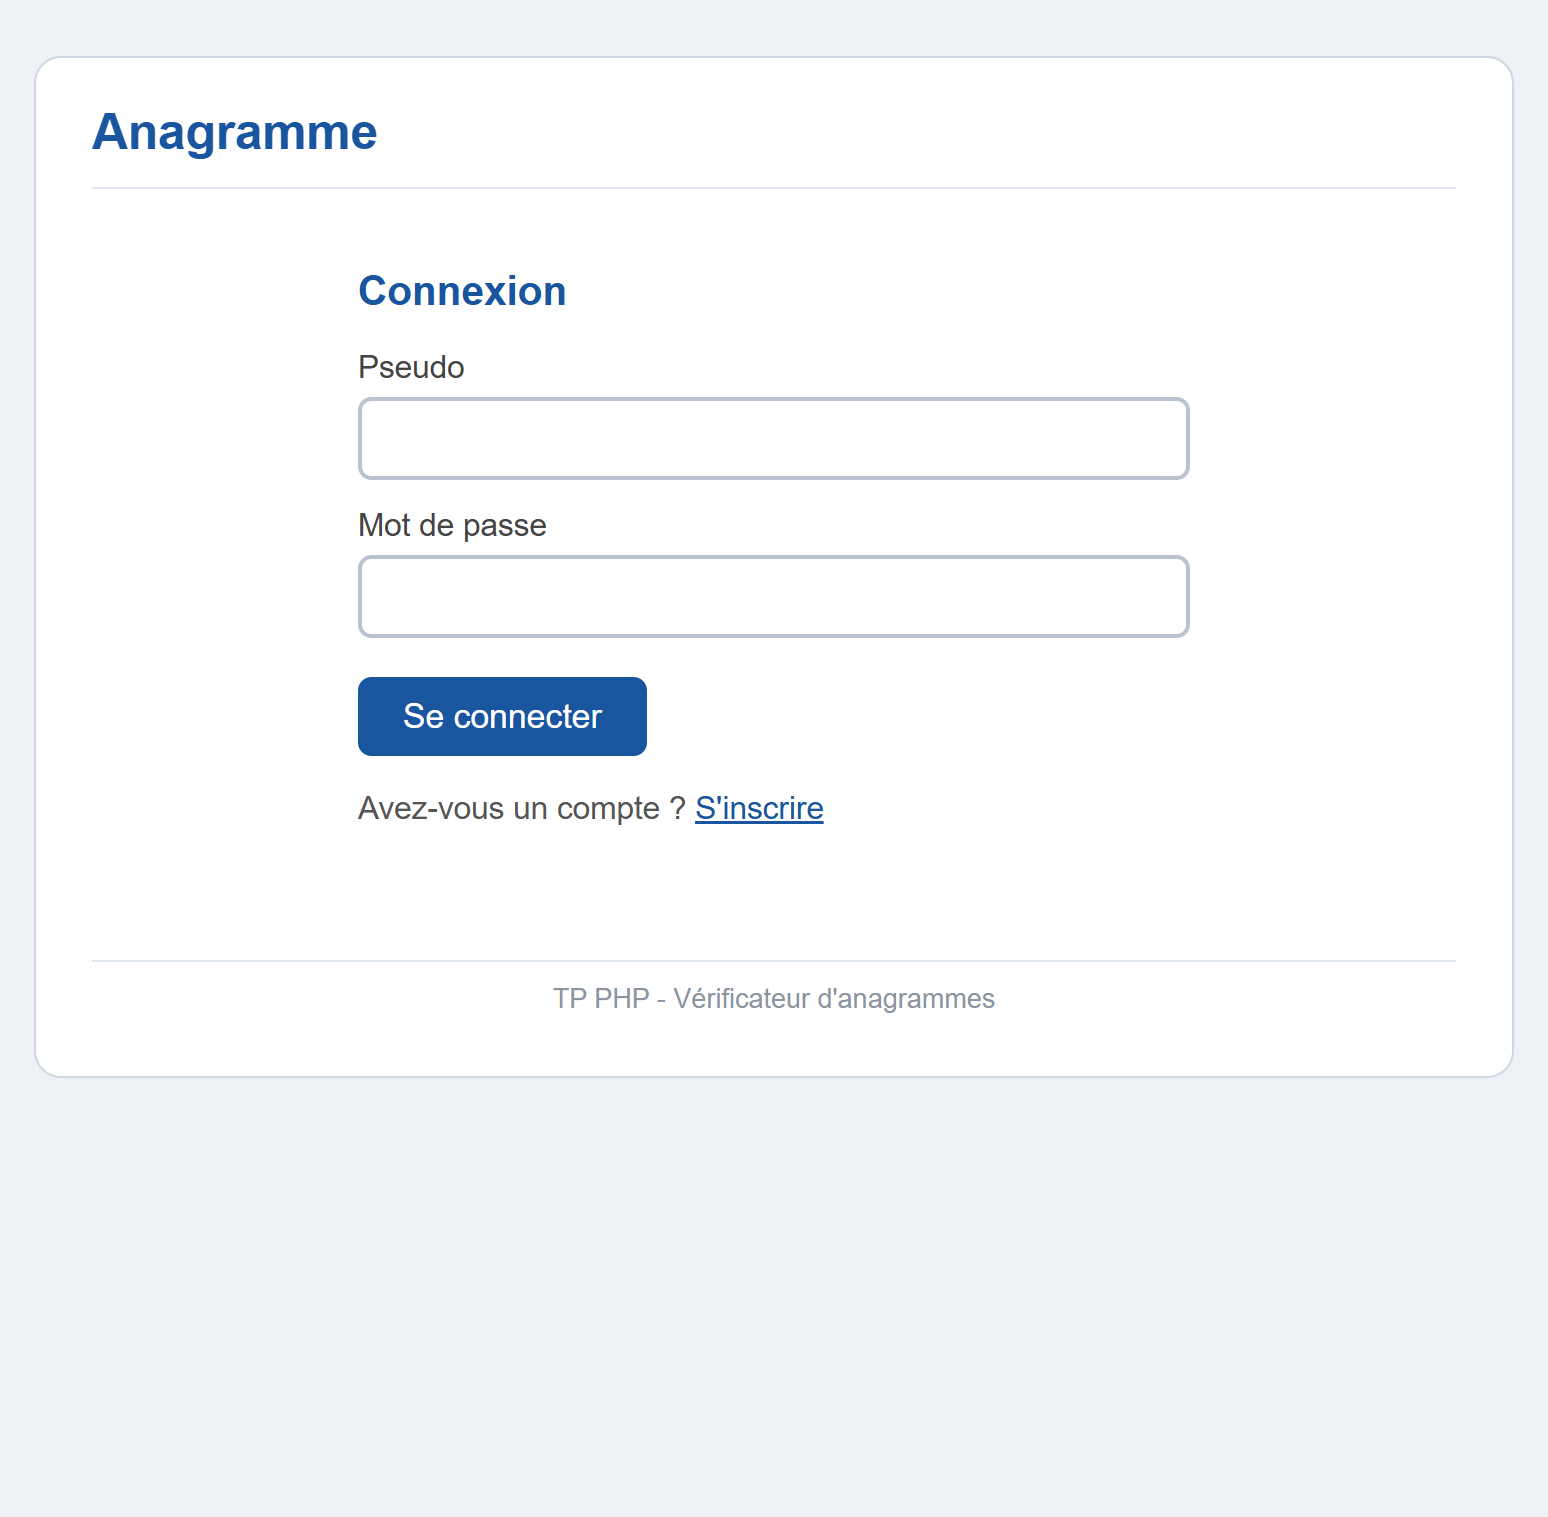 Anagramme
Connexion
Pseudo
Mot de passe
Se connecter
Avez-vous un compte ? S'inscrire
TP PHP - Vérificateur d'anagrammes